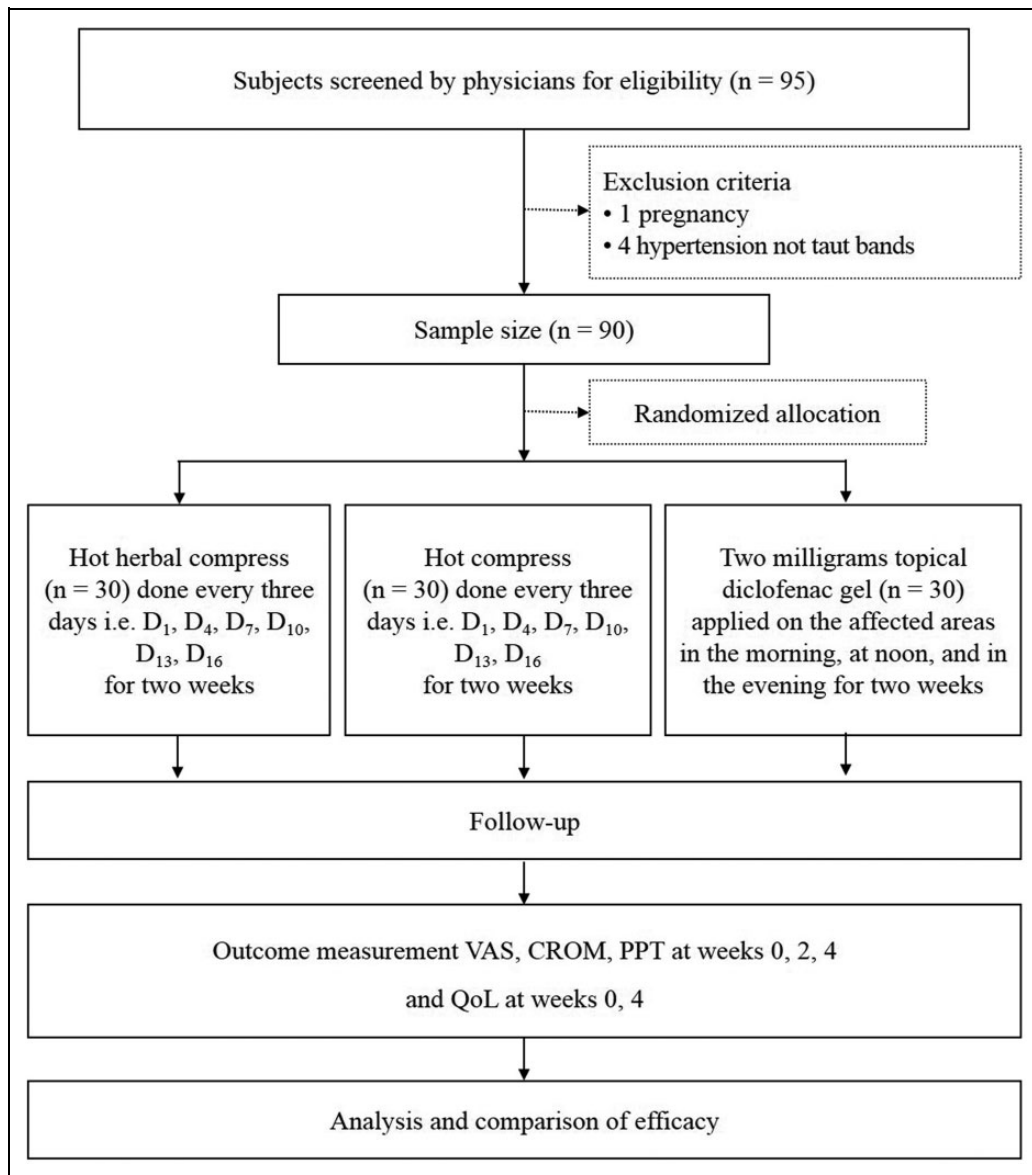 Subjects screened by physicians for eligibility (n = 95)
Exclusion criteria
• 1 pregnancy
• 4 hypertension not taut bands
Sample size (n = 90)
Randomized allocation
Hot herbal compress
(n = 30) done every three
days i.e. D₁, D₄, D₇, D₁₀,
D₁₃, D₁₆
for two weeks
Hot compress
(n = 30) done every three
days i.e. D₁, D₄, D₇, D₁₀,
D₁₃, D₁₆
for two weeks
Two milligrams topical
diclofenac gel (n = 30)
applied on the affected areas
in the morning, at noon, and in
the evening for two weeks
Follow-up
Outcome measurement VAS, CROM, PPT at weeks 0, 2, 4
and QoL at weeks 0, 4
Analysis and comparison of efficacy